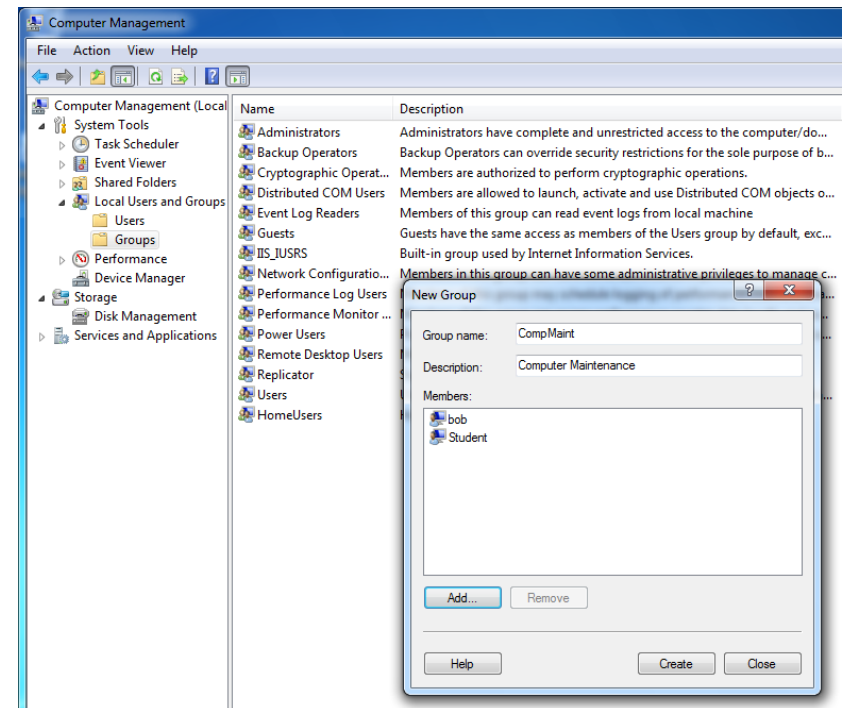 Computer Management
File Action View Help
Computer Management (Local
System Tools
Task Scheduler
Event Viewer
Shared Folders
Local Users and Groups
Users
Groups
Performance
Device Manager
Storage
Disk Management
Services and Applications
Name Description
Administrators Administrators have complete and unrestricted access to the computer/do...
Backup Operators Backup Operators can override security restrictions for the sole purpose of b...
Cryptographic Operat... Members are authorized to perform cryptographic operations.
Distributed COM Users Members are allowed to launch, activate and use Distributed COM objects o...
Event Log Readers Members of this group can read event logs from local machine
Guests Guests have the same access as members of the Users group by default, exc...
IIS_IUSRS Built-in group used by Internet Information Services.
Network Configuratio... Members in this group can have some administrative privileges to manage c...
Performance Log Users
Performance Monitor ...
Power Users
Remote Desktop Users
Replicator
Users
HomeUsers
New Group
Group name: CompMaint
Description: Computer Maintenance
Members:
bob
Student
Add... Remove
Help Create Close